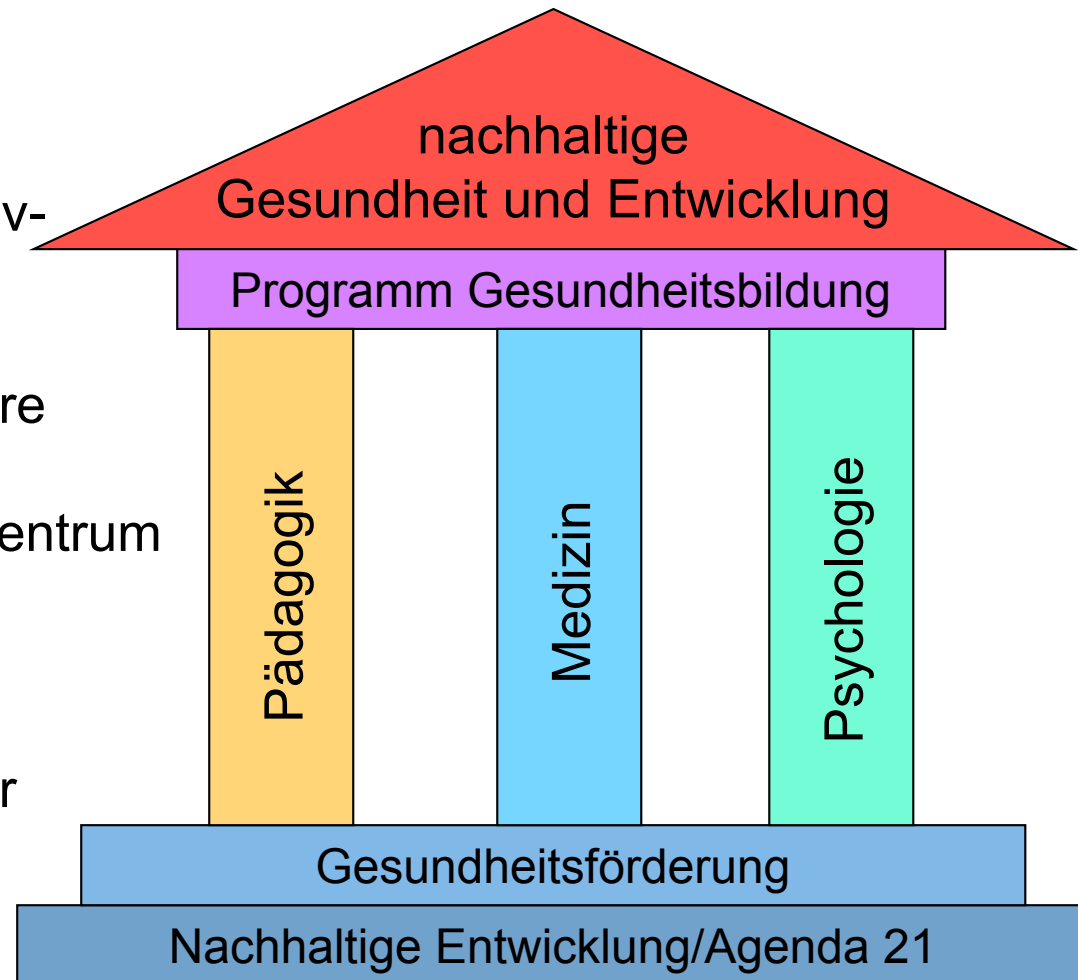 nachhaltige
Gesundheit und Entwicklung
v-
Programm Gesundheitsbildung
re
entrum
Pädagogik
Medizin
Psychologie
r
Gesundheitsförderung
Nachhaltige Entwicklung/Agenda 21